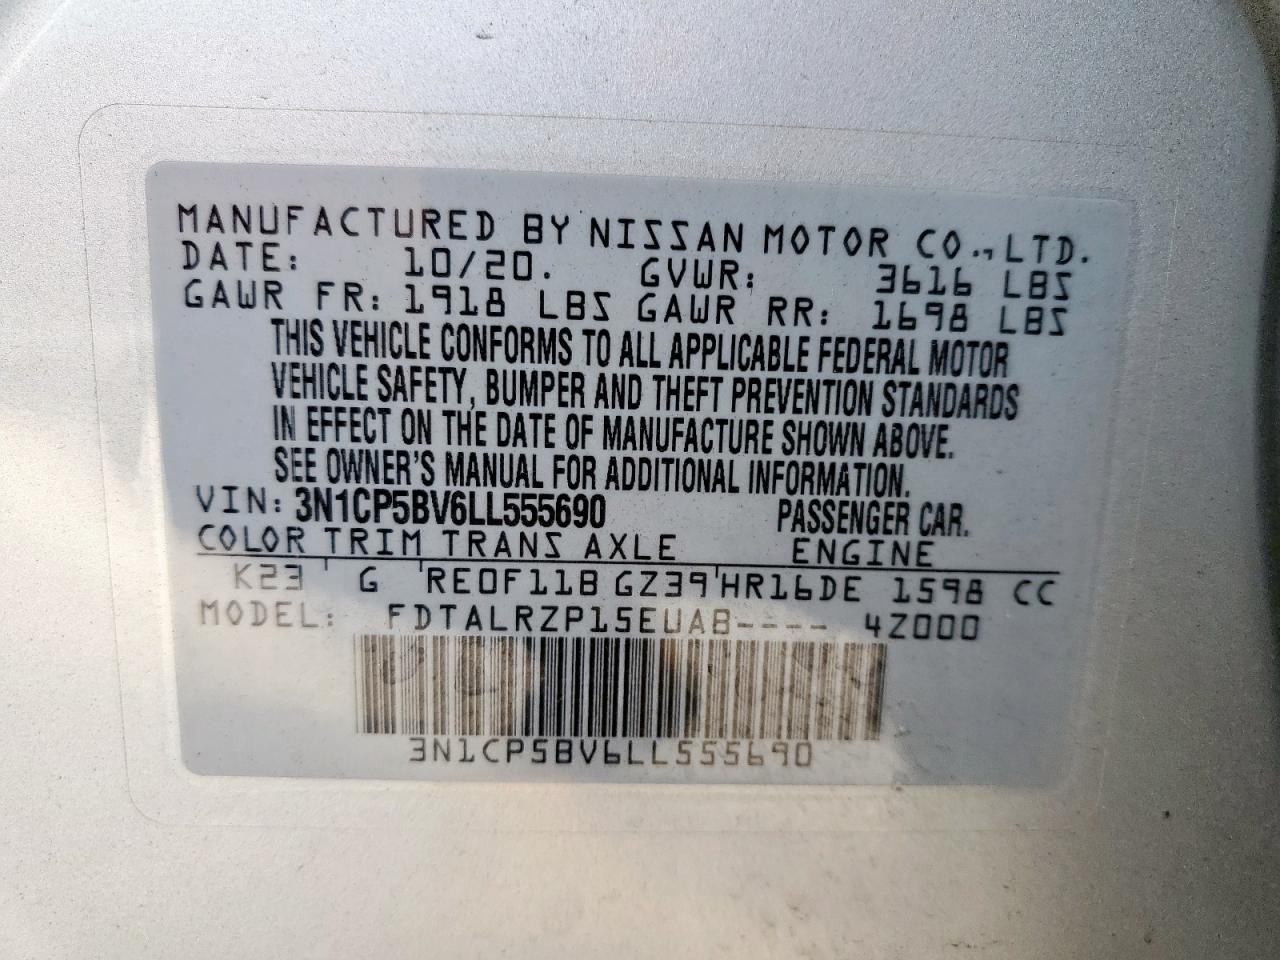 MANUFACTURED BY NISSAN MOTOR CO., LTD.
DATE: 10/20. GVWR: 3616 LBS
GAWR FR: 1918 LBS GAWR RR: 1698 LBS
THIS VEHICLE CONFORMS TO ALL APPLICABLE FEDERAL MOTOR
VEHICLE SAFETY, BUMPER AND THEFT PREVENTION STANDARDS
IN EFFECT ON THE DATE OF MANUFACTURE SHOWN ABOVE.
SEE OWNER'S MANUAL FOR ADDITIONAL INFORMATION.
VIN: 3N1CP5BV6LL555690 PASSENGER CAR.
COLOR TRIM TRANS AXLE ENGINE
K23 ' G ' RE0F11B GZ39 ' HR16DE 1598 CC
MODEL: FDTALRZP15EUAB---- 4Z000
3N1CP5BV6LL555690